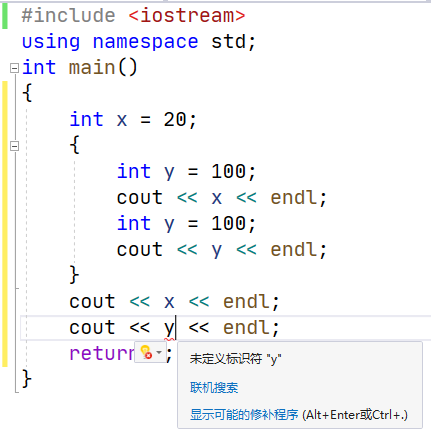 #include <iostream>
using namespace std;
int main()
{
    int x = 20;
    {
        int y = 100;
        cout << x << endl;
        int y = 100;
        cout << y << endl;
    }
    cout << x << endl;
    cout << y << endl;
    return ;
}
未定义标识符 "y"
联机搜索
显示可能的修补程序 (Alt+Enter或Ctrl+.)